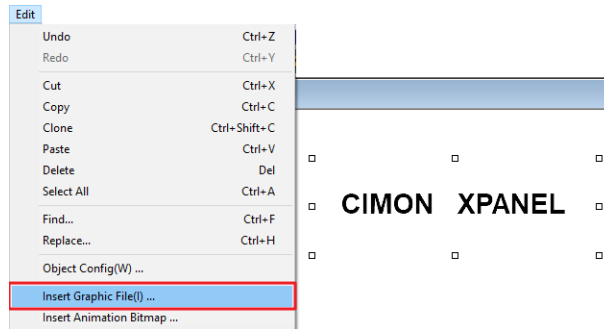 Edit
Undo Ctrl+Z
Redo Ctrl+Y
Cut Ctrl+X
Copy Ctrl+C
Clone Ctrl+Shift+C
Paste Ctrl+V
Delete Del
Select All Ctrl+A
Find... Ctrl+F
Replace... Ctrl+H
Object Config(W) ...
Insert Graphic File(I) ...
Insert Animation Bitmap ...
CIMON XPANEL